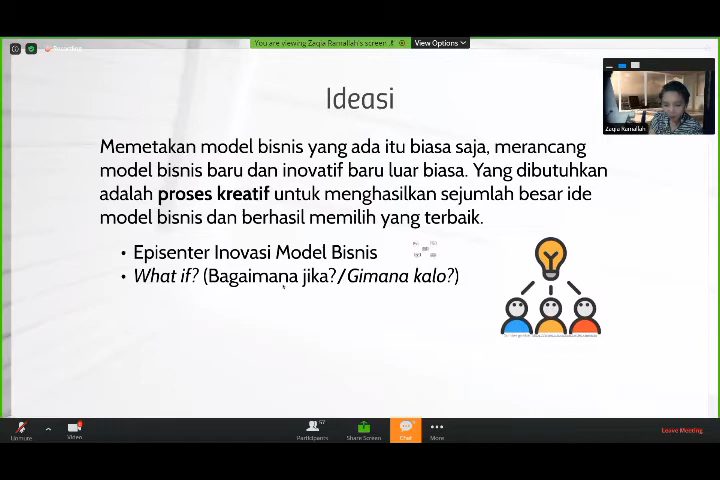 Recording
You are viewing Zaqia Ramallah's screen
View Options
Zaqia Ramallah
Ideasi
Memetakan model bisnis yang ada itu biasa saja, merancang
model bisnis baru dan inovatif baru luar biasa. Yang dibutuhkan
adalah proses kreatif untuk menghasilkan sejumlah besar ide
model bisnis dan berhasil memilih yang terbaik.
• Episenter Inovasi Model Bisnis
• What if? (Bagaimana jika?/Gimana kalo?)
Unmute
Video
Participants
57
Share Screen
Chat
More
Leave Meeting